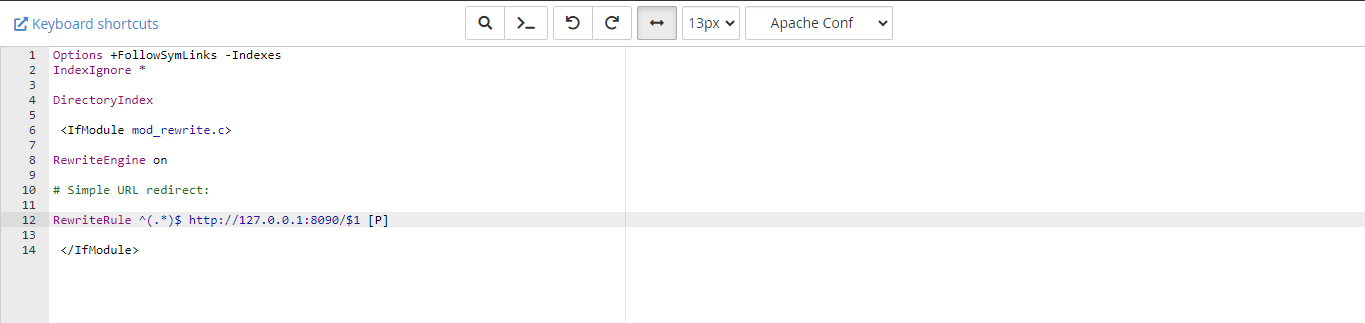 Keyboard shortcuts
13px
Apache Conf
1 Options +FollowSymLinks -Indexes
2 IndexIgnore *
3
4 DirectoryIndex
5
6 <IfModule mod_rewrite.c>
7
8 RewriteEngine on
9
10 # Simple URL redirect:
11
12 RewriteRule ^(.*)$ http://127.0.0.1:8090/$1 [P]
13
14 </IfModule>